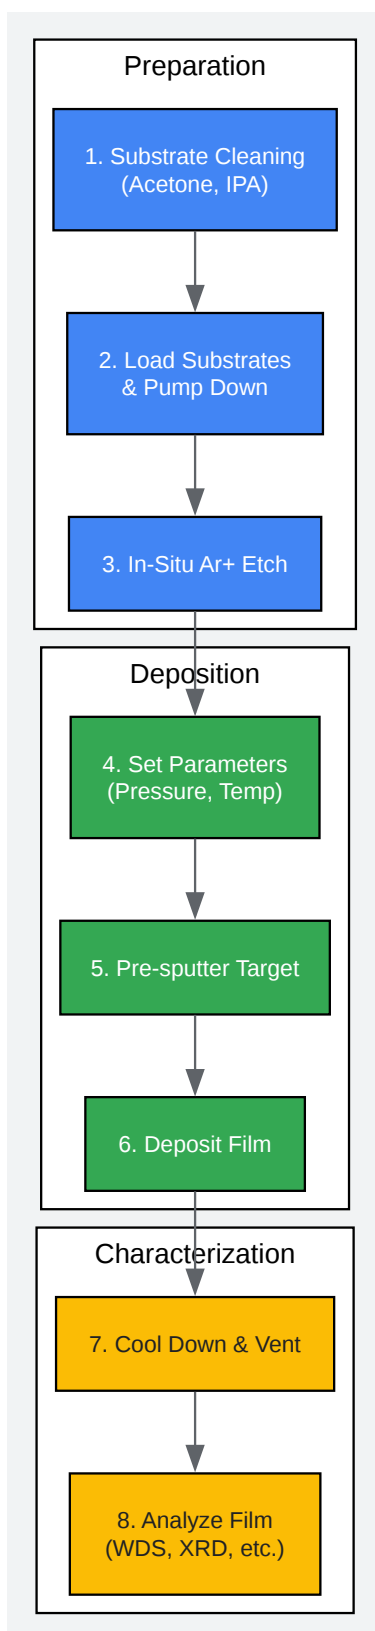 Preparation
1. Substrate Cleaning
(Acetone, IPA)
2. Load Substrates
& Pump Down
3. In-Situ Ar+ Etch
Deposition
4. Set Parameters
(Pressure, Temp)
5. Pre-sputter Target
6. Deposit Film
Characterization
7. Cool Down & Vent
8. Analyze Film
(WDS, XRD, etc.)